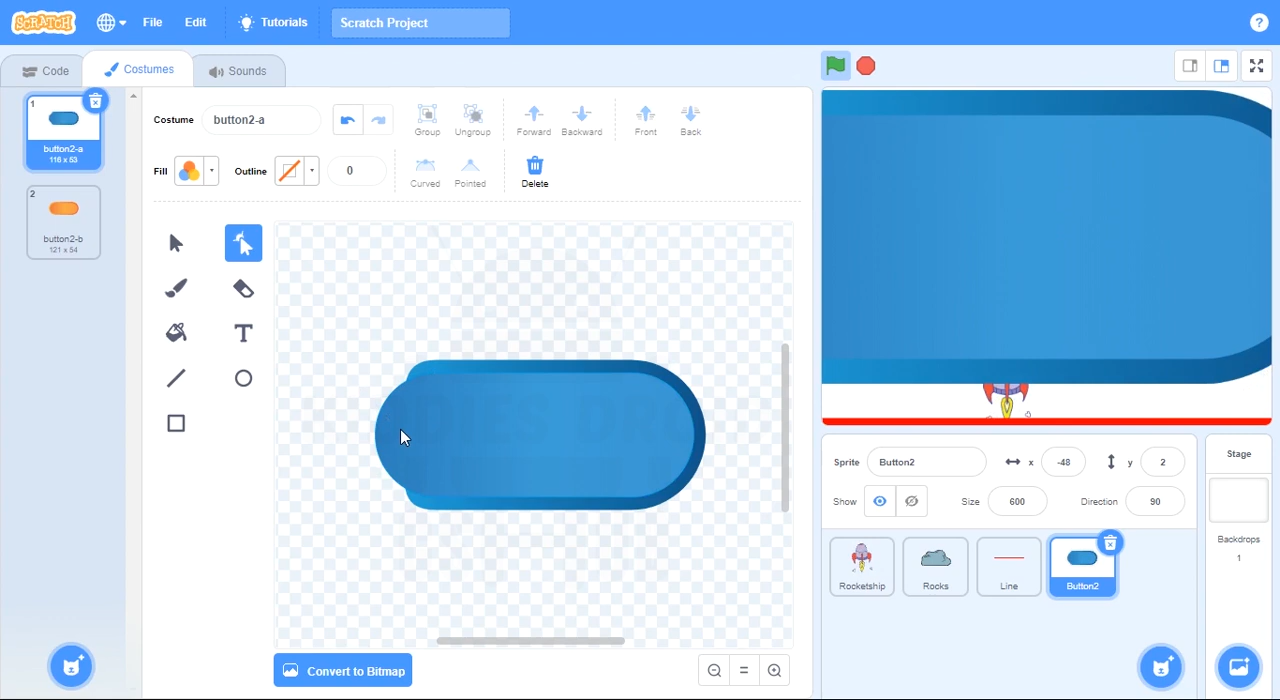 SCRATCH File Edit Tutorials Scratch Project ?
Code Costumes Sounds
1 button2-a 116 x 53
2 button2-b 121 x 54
Costume button2-a Group Ungroup Forward Backward Front Back
Fill Outline 0 Curved Pointed Delete
T
Convert to Bitmap
Sprite Button2 x -48 y 2
Show Size 600 Direction 90
Rocketship Rocks Line Button2
Stage
Backdrops
1